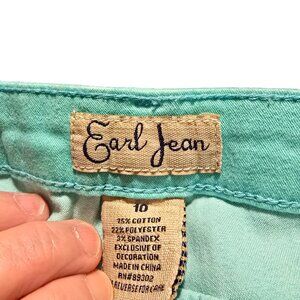 Earl Jean
10
75% COTTON
22% POLYESTER
3% SPANDEX
EXCLUSIVE OF
DECORATION
MADE IN CHINA
RN#89302
REVERSE FOR CARE